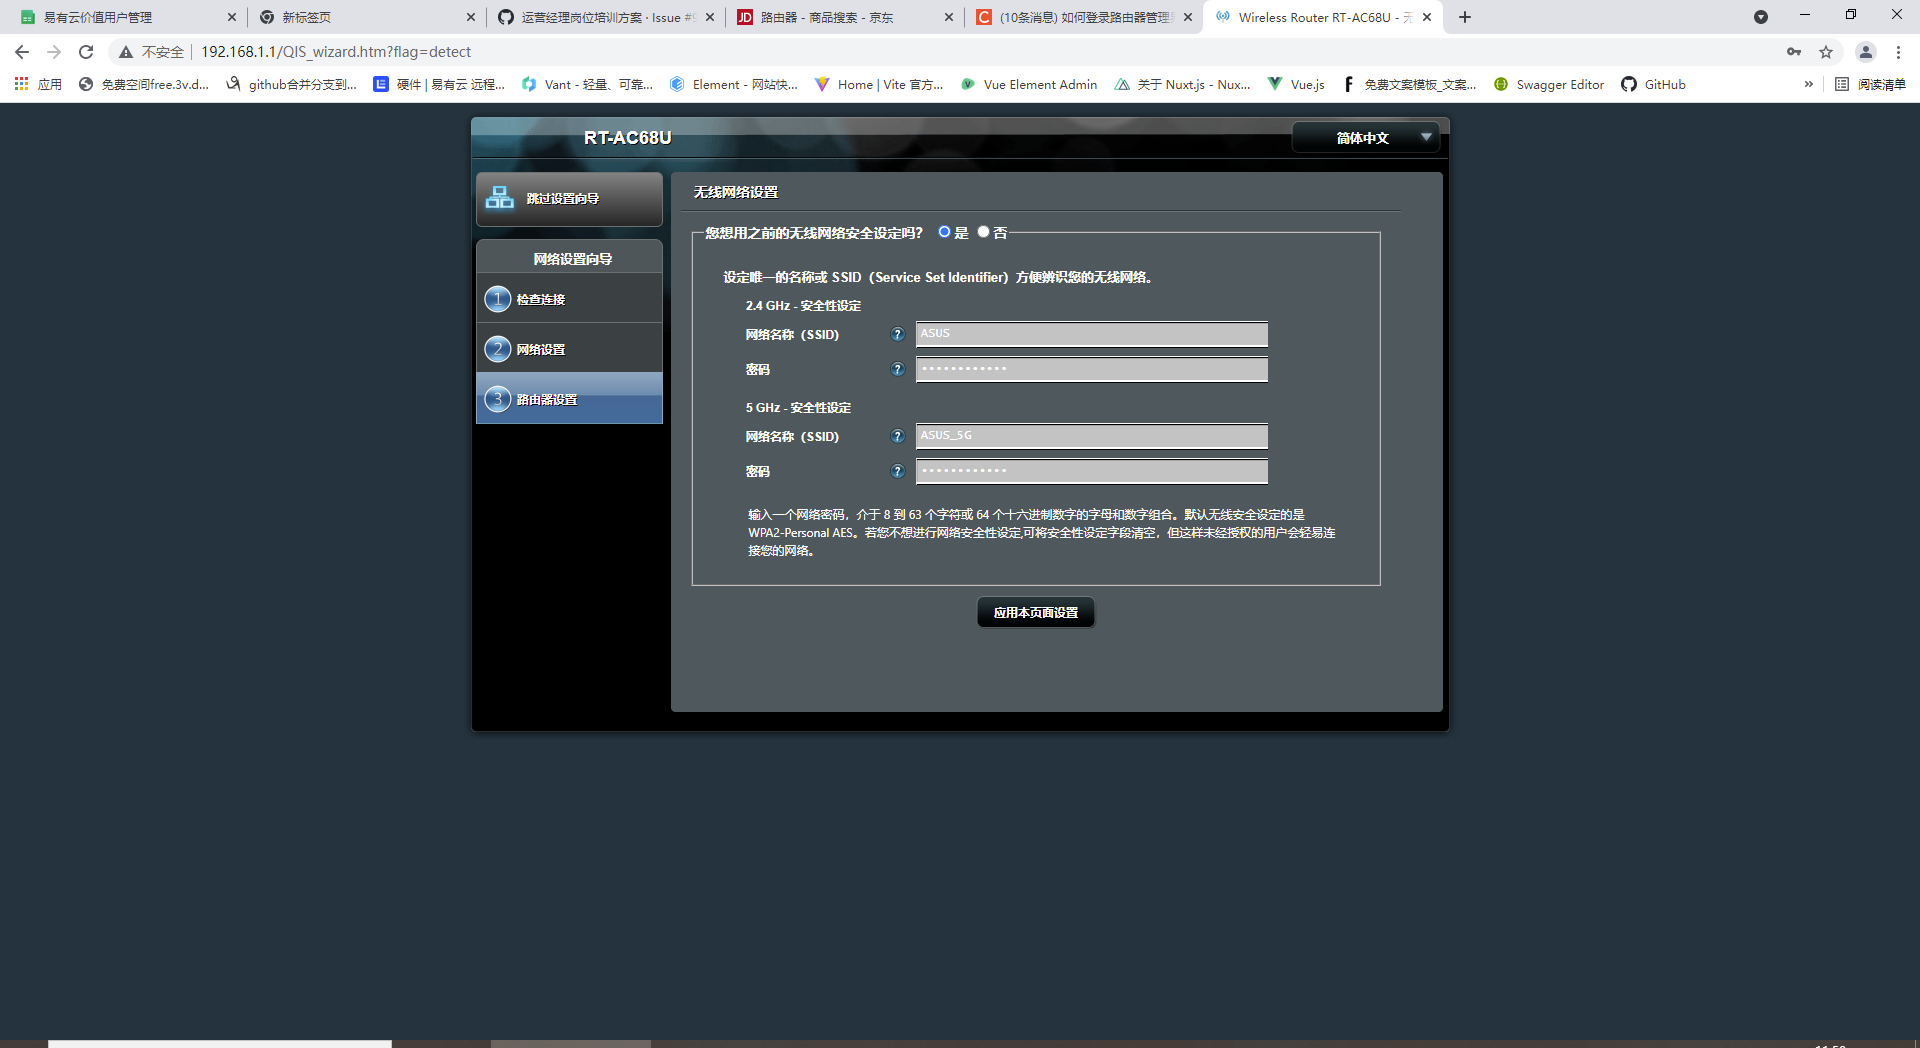 易有云价值用户管理
新标签页
运营经理岗位培训方案 · Issue #9
路由器 - 商品搜索 - 京东
(10条消息) 如何登录路由器管理界
Wireless Router RT-AC68U - 无
不安全 192.168.1.1/QIS_wizard.htm?flag=detect
应用
免费空间free.3v.d...
github合并分支到...
硬件 | 易有云 远程...
Vant - 轻量、可靠...
Element - 网站快...
Home | Vite 官方...
Vue Element Admin
关于 Nuxt.js - Nux...
Vue.js
免费文案模板_文案...
Swagger Editor
GitHub
»
阅读清单
RT-AC68U
简体中文
跳过设置向导
网络设置向导
1 检查连接
2 网络设置
3 路由器设置
无线网络设置
您想用之前的无线网络安全设定吗? 是 否
设定唯一的名称或 SSID（Service Set Identifier）方便辨识您的无线网络。
2.4 GHz - 安全性设定
网络名称（SSID) ? ASUS
密码 ? ••••••••••••
5 GHz - 安全性设定
网络名称（SSID) ? ASUS_5G
密码 ? ••••••••••••
输入一个网络密码，介于 8 到 63 个字符或 64 个十六进制数字的字母和数字组合。默认无线安全设定的是
WPA2-Personal AES。若您不想进行网络安全性设定,可将安全性设定字段清空，但这样未经授权的用户会轻易连
接您的网络。
应用本页面设置